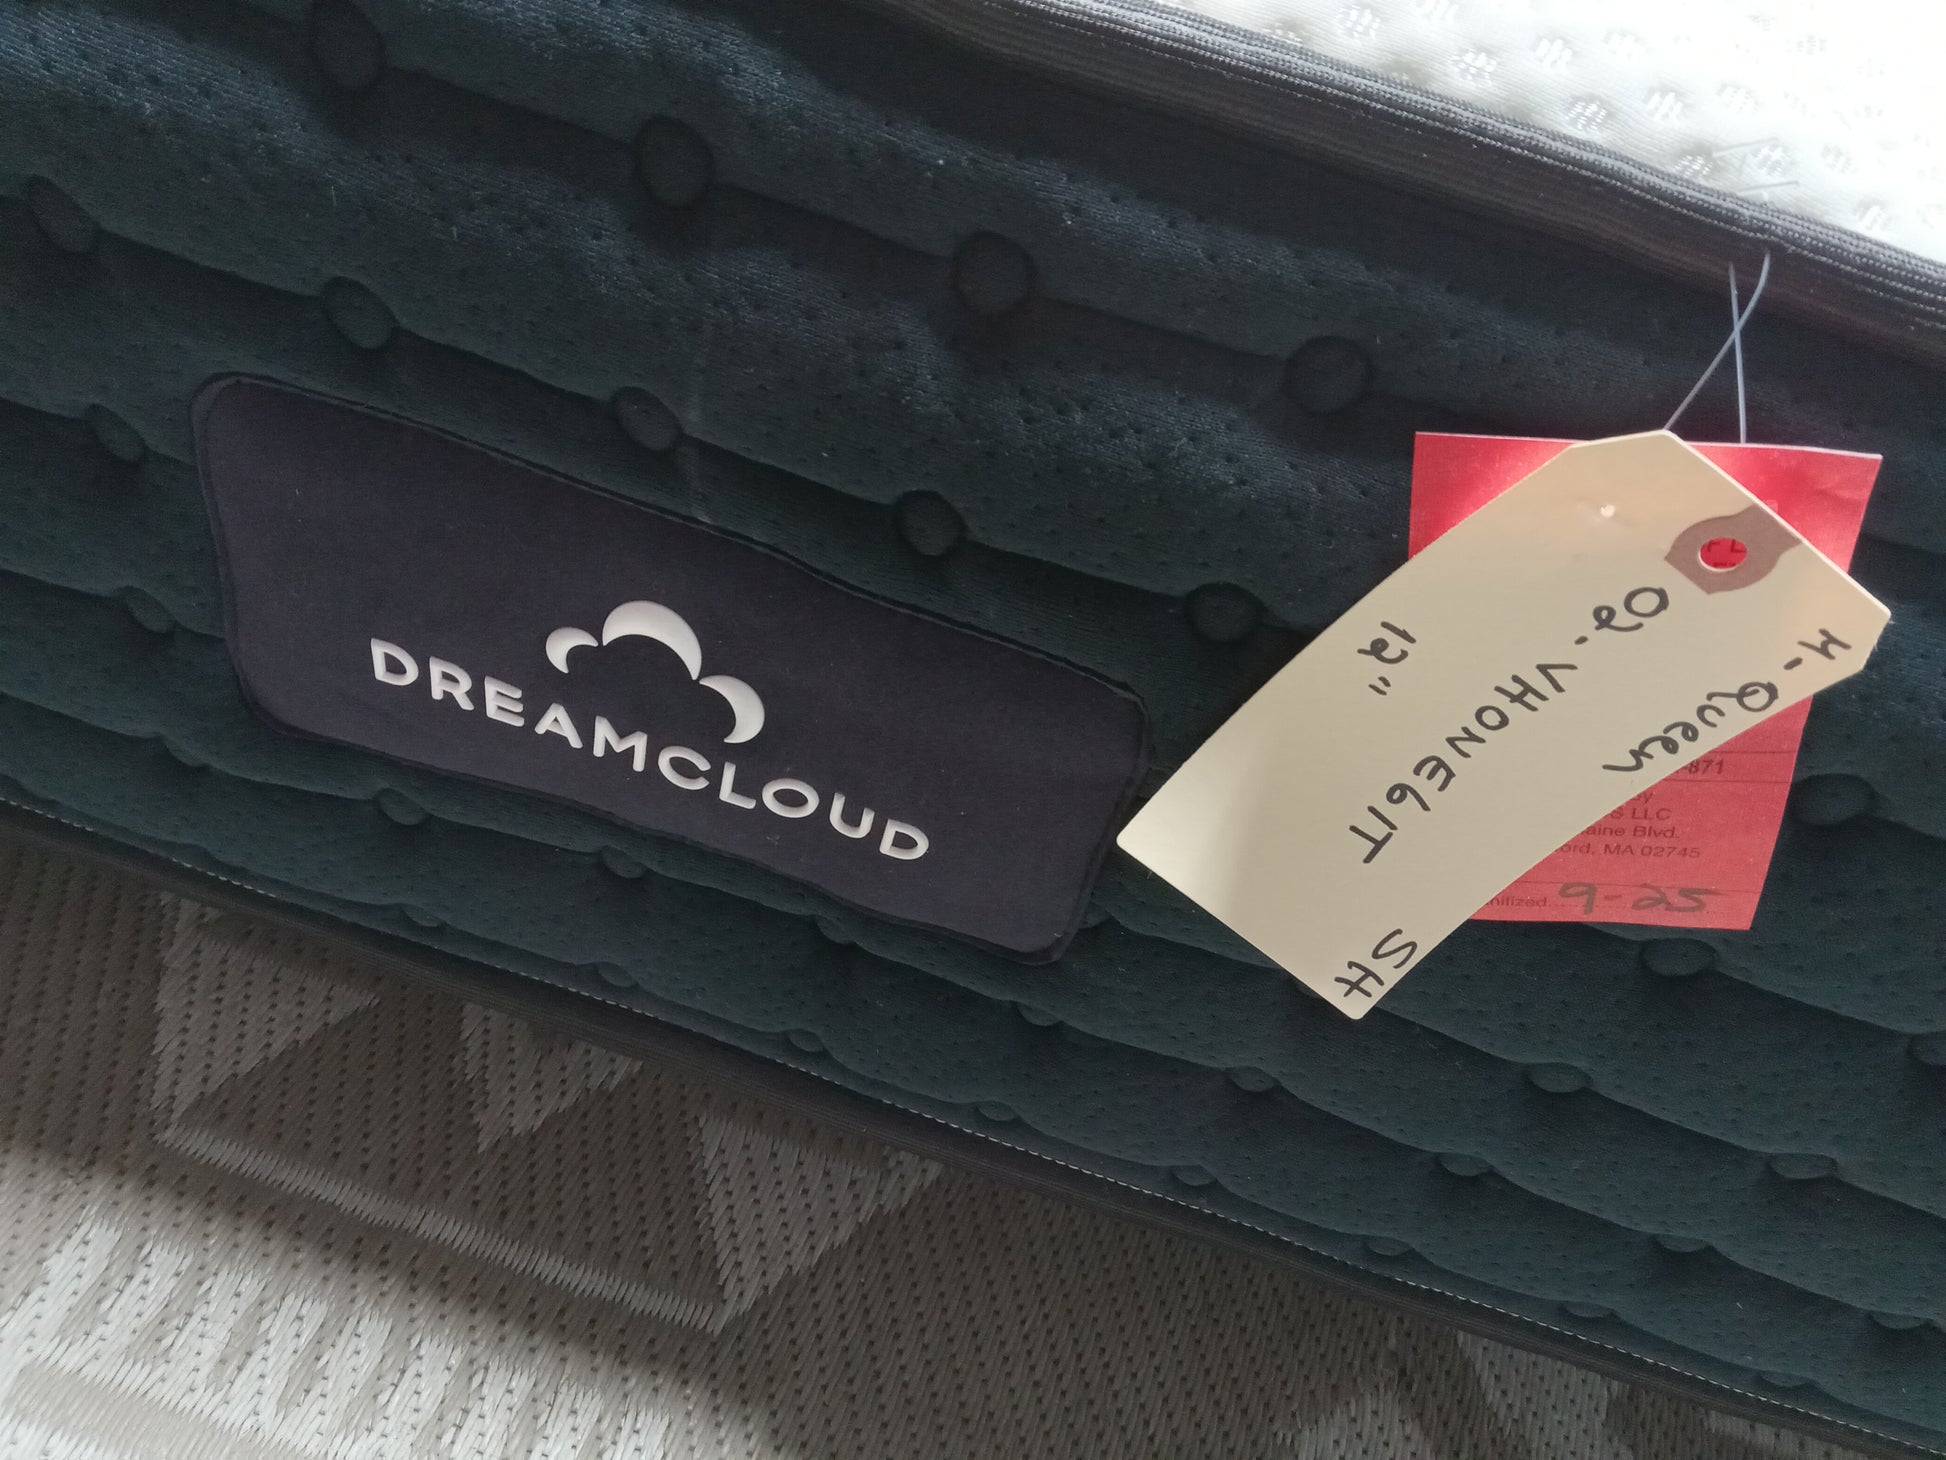 DREAMCLOUD
M-Queen
02-VHONE6IT
12"
SH
-871
LLC
Blvd.
MA 02745
9-25